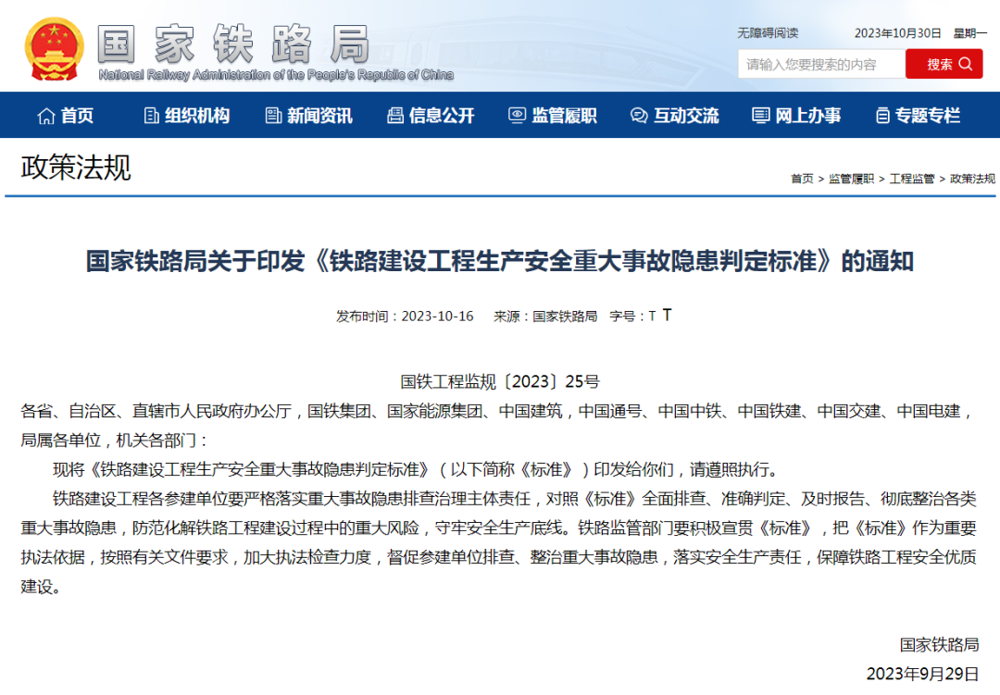 国家铁路局
National Railway Administration of the People's Republic of China
无障碍阅读 2023年10月30日 星期一
请输入您要搜索的内容 搜索
首页 组织机构 新闻资讯 信息公开 监管履职 互动交流 网上办事 专题专栏
政策法规
首页 > 监管履职 > 工程监管 > 政策法规
国家铁路局关于印发《铁路建设工程生产安全重大事故隐患判定标准》的通知
发布时间：2023-10-16 来源：国家铁路局 字号：T T
国铁工程监规〔2023〕25号
各省、自治区、直辖市人民政府办公厅，国铁集团、国家能源集团、中国建筑，中国通号、中国中铁、中国铁建、中国交建、中国电建，
局属各单位，机关各部门：
现将《铁路建设工程生产安全重大事故隐患判定标准》（以下简称《标准》）印发给你们，请遵照执行。
铁路建设工程各参建单位要严格落实重大事故隐患排查治理主体责任，对照《标准》全面排查、准确判定、及时报告、彻底整治各类
重大事故隐患，防范化解铁路工程建设过程中的重大风险，守牢安全生产底线。铁路监管部门要积极宣贯《标准》，把《标准》作为重要
执法依据，按照有关文件要求，加大执法检查力度，督促参建单位排查、整治重大事故隐患，落实安全生产责任，保障铁路工程安全优质
建设。
国家铁路局
2023年9月29日